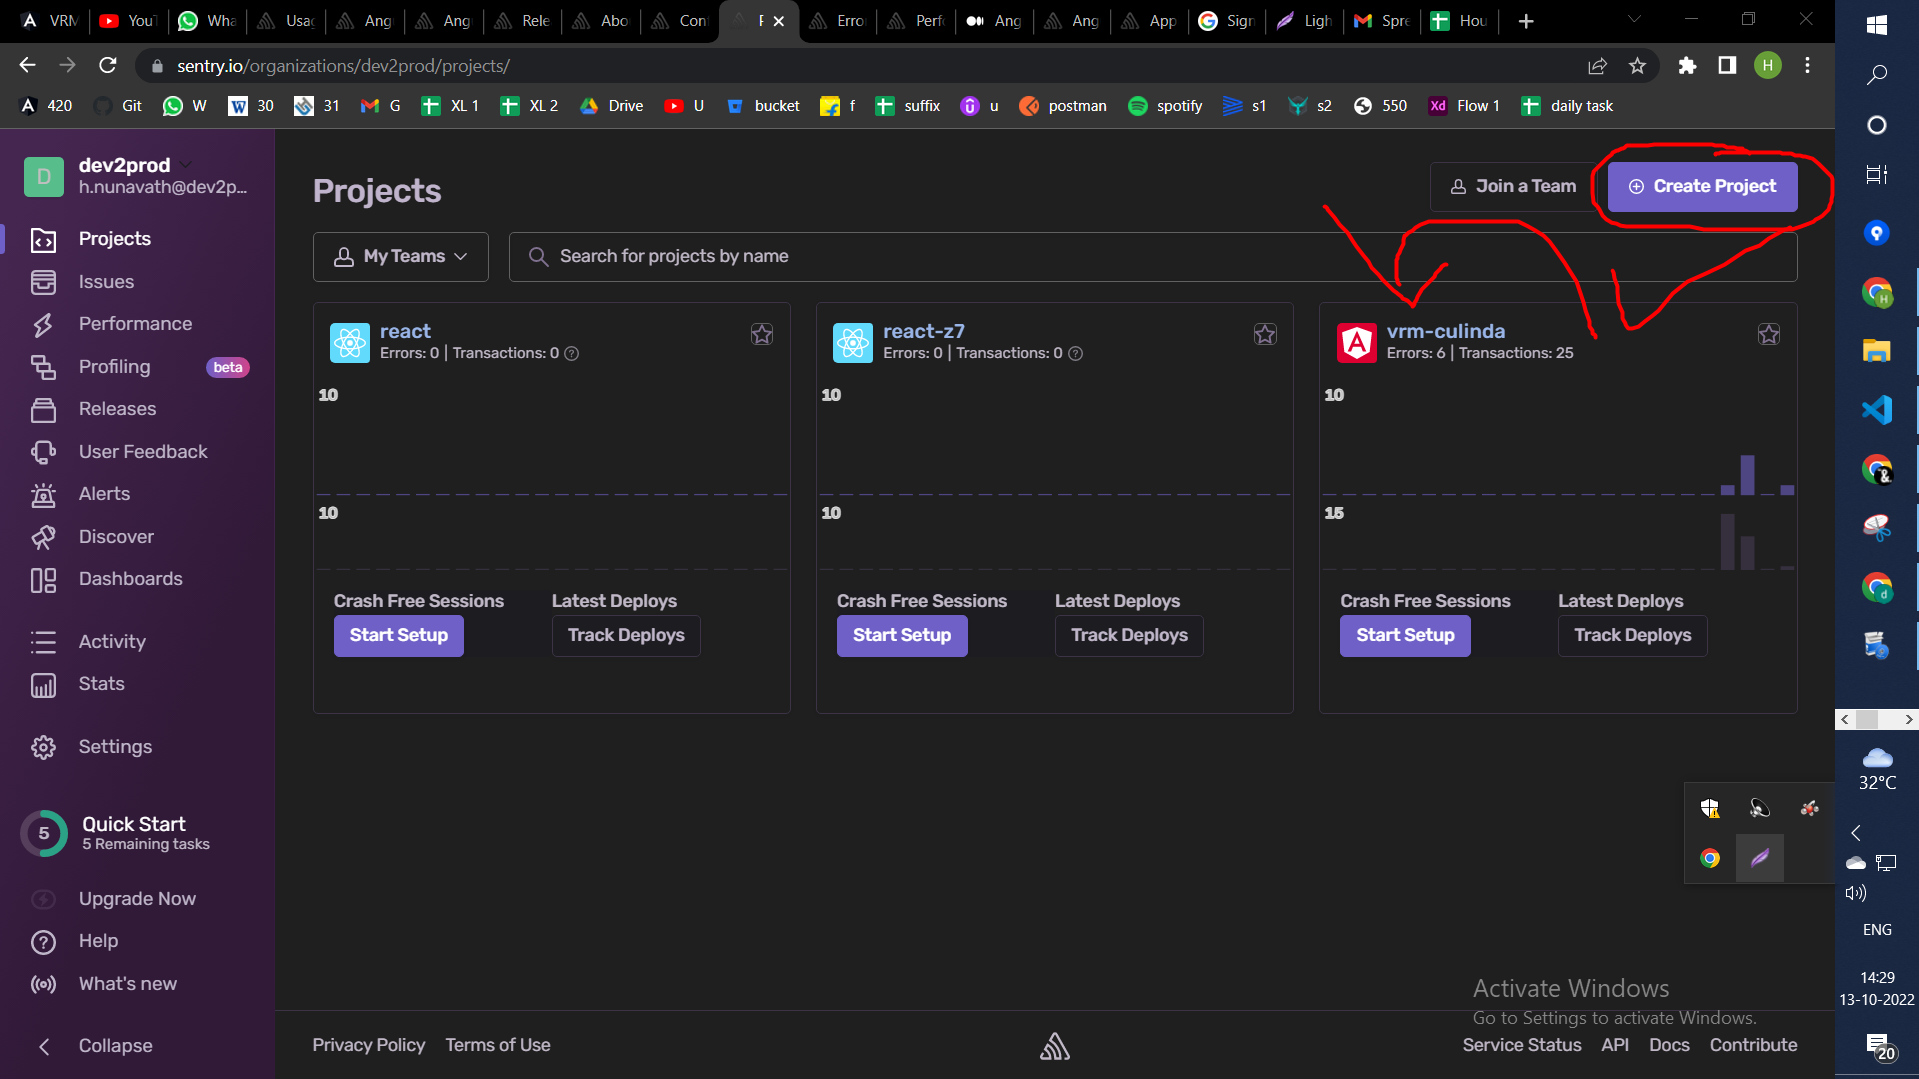 VRM
YouT
Wha
Usag
Ang
Ang
Rele
Abo
Cont
Erro
Perfo
Ang
Ang
App
Sign
Ligh
Spre
Hou
sentry.io/organizations/dev2prod/projects/
H
420 Git W 30 31 G XL 1 XL 2 Drive U bucket f suffix u postman spotify s1 s2 550 Flow 1 daily task
D
dev2prod
h.nunavath@dev2p...
Projects
Issues
Performance
Profiling beta
Releases
User Feedback
Alerts
Discover
Dashboards
Activity
Stats
Settings
5
Quick Start
5 Remaining tasks
Upgrade Now
Help
What's new
Collapse
Projects
Join a Team
Create Project
My Teams
Search for projects by name
react
Errors: 0 | Transactions: 0
10
10
Crash Free Sessions Latest Deploys
Start Setup Track Deploys
react-z7
Errors: 0 | Transactions: 0
10
10
Crash Free Sessions Latest Deploys
Start Setup Track Deploys
vrm-culinda
Errors: 6 | Transactions: 25
10
15
Crash Free Sessions Latest Deploys
Start Setup Track Deploys
Activate Windows
Go to Settings to activate Windows.
Privacy Policy Terms of Use
Service Status API Docs Contribute
32°C
ENG
14:29
13-10-2022
20